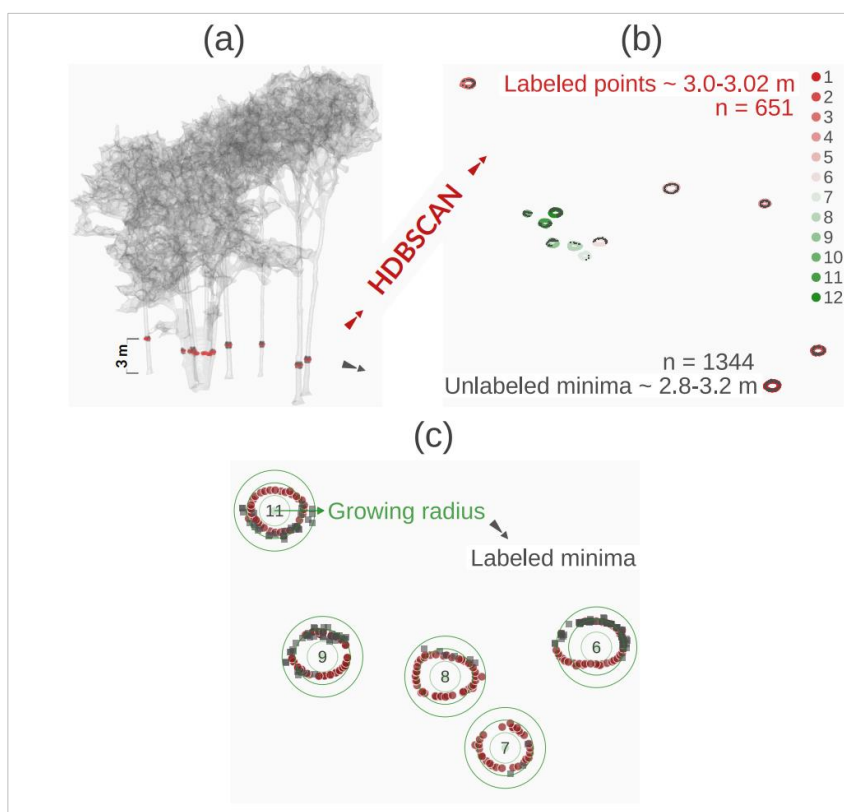 (a)
(b)
Labeled points ~ 3.0-3.02 m
n = 651
1
2
3
4
5
6
7
8
9
10
11
12
HDBSCAN
3 m
n = 1344
Unlabeled minima ~ 2.8-3.2 m
(c)
11
Growing radius
Labeled minima
9
8
6
7